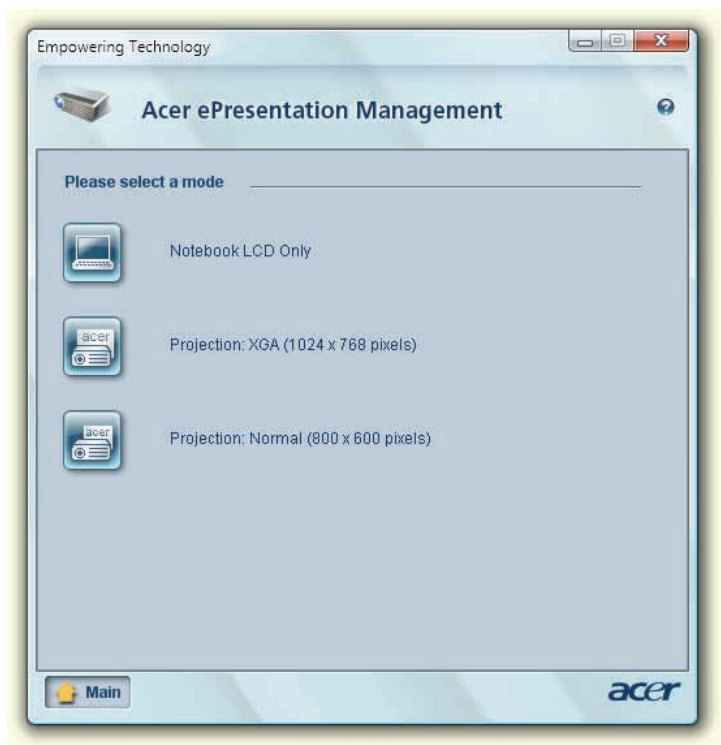 Empowering Technology
Acer ePresentation Management
Please select a mode
Notebook LCD Only
acer
Projection: XGA (1024 x 768 pixels)
acer
Projection: Normal (800 x 600 pixels)
Main
acer